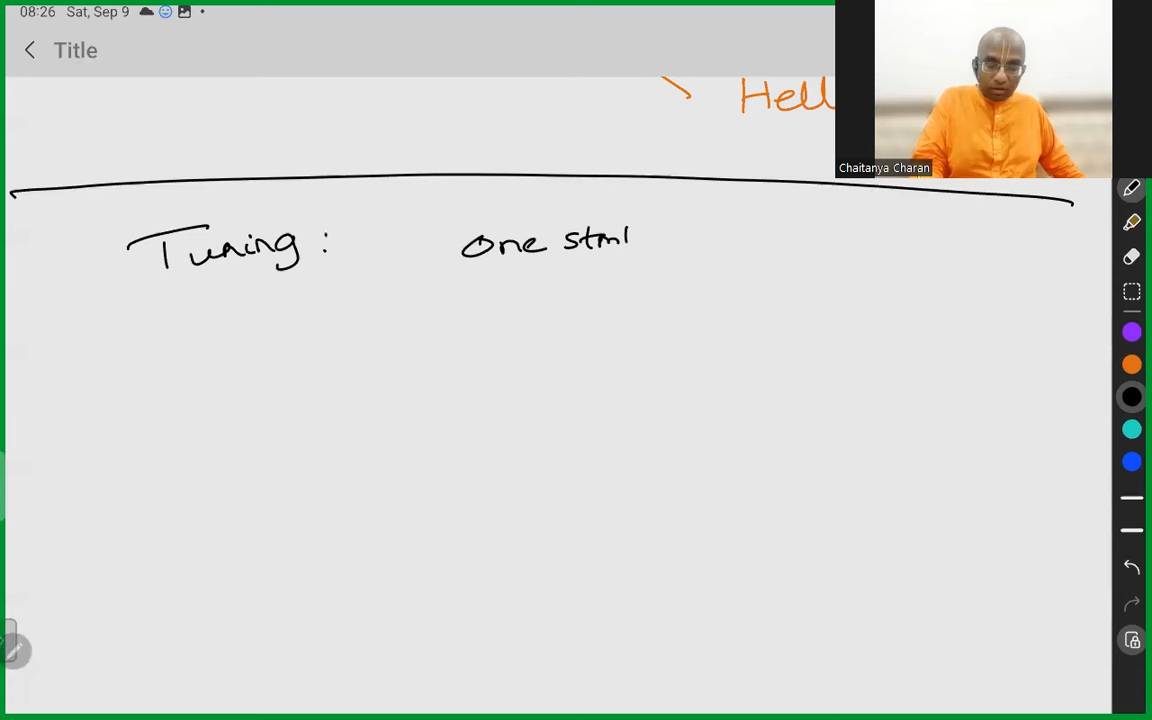 08:26 Sat, Sep 9
Title
Hell
Chaitanya Charan
Tuning : One